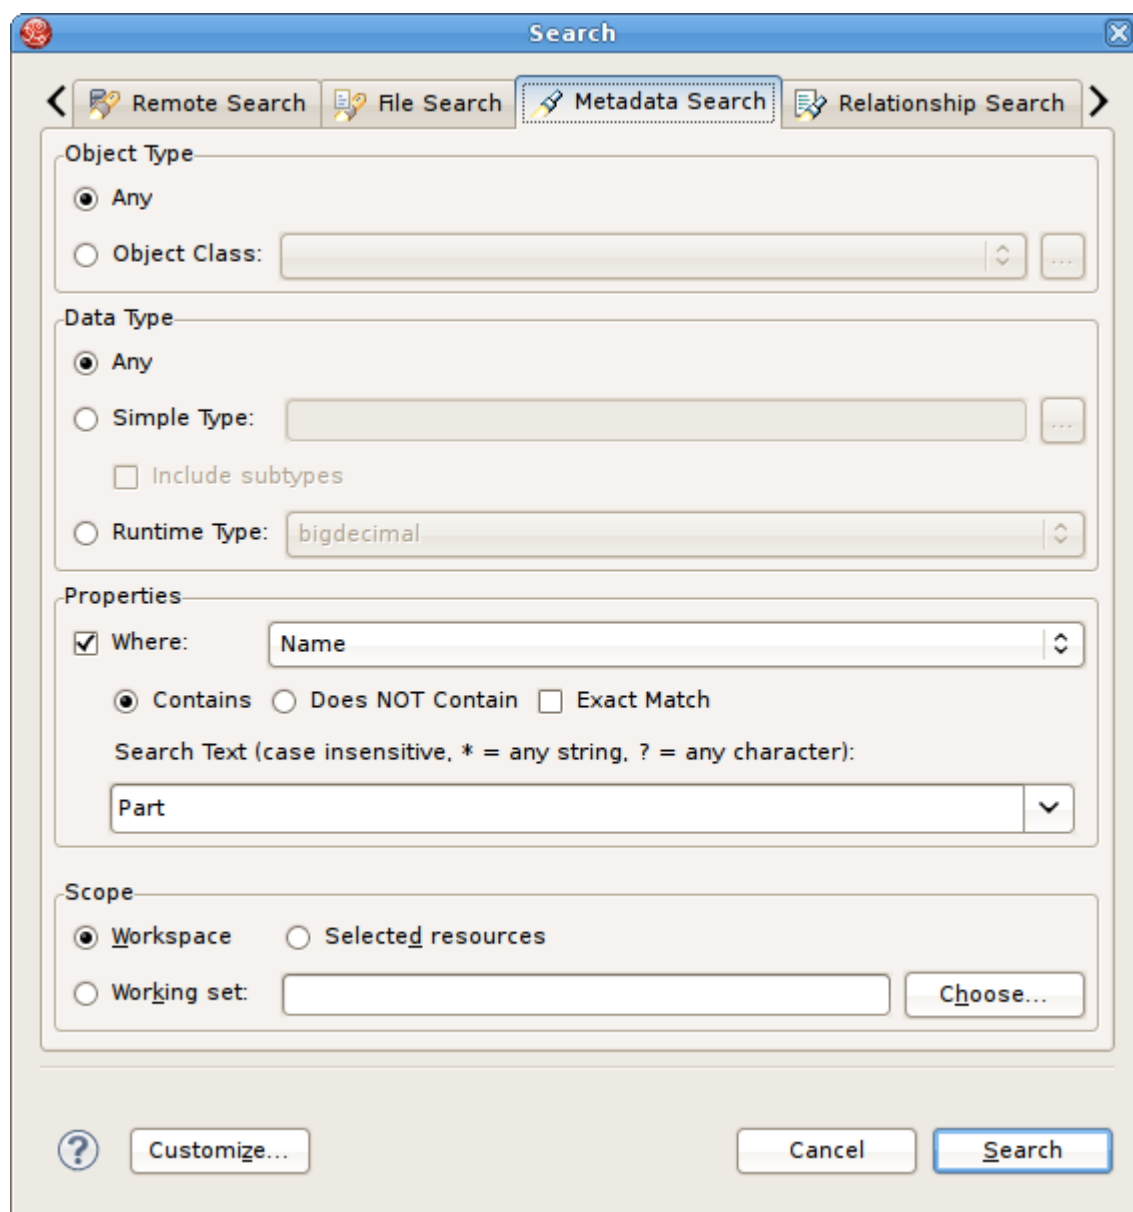 Search
Remote Search File Search Metadata Search Relationship Search
Object Type
Any
Object Class: ...
Data Type
Any
Simple Type: ...
Include subtypes
Runtime Type: bigdecimal
Properties
Where: Name
Contains Does NOT Contain Exact Match
Search Text (case insensitive, * = any string, ? = any character):
Part
Scope
Workspace Selected resources
Working set: Choose...
? Customize... Cancel Search